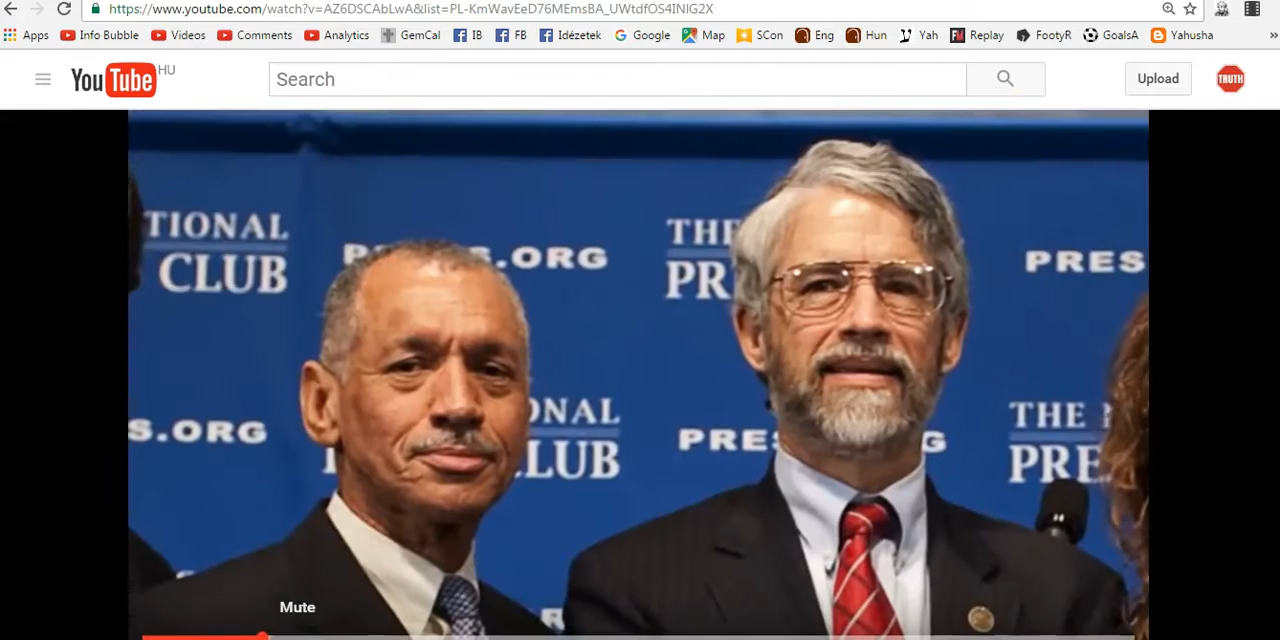 https://www.youtube.com/watch?v=AZ6DSCAbLwA&list=PL-KmWavEeD76MEmsBA_UWtdfOS4INlG2X
Apps Info Bubble Videos Comments Analytics GemCal IB FB Idézetek Google Map SCon Eng Hun Yah Replay FootyR GoalsA Yahusha »
YouTube HU Search Upload TRUTH
TIONAL
CLUB
PRE S.ORG
THE
PR
PRES
S.ORG
ONAL
LUB
PRES G
THE N
PRE
Mute